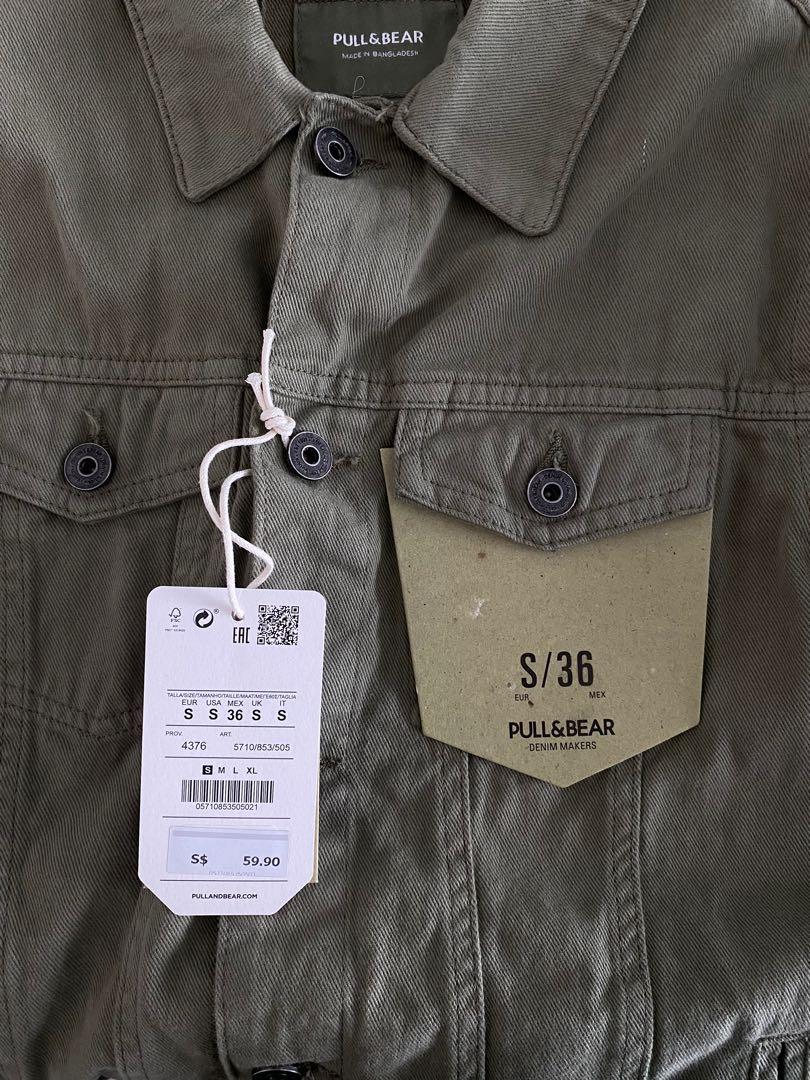 PULL&BEAR
MADE IN BANGLADESH
FSC
EAC
TALLA/SIZE/TAMANHO/TAILLE/MAAT/ΜΕΓΕΘΟΣ/TAGLIA
EUR USA MEX UK IT
S S 36 S S
PROV. ART.
4376 5710/853/505
S M L XL
05710853505021
S$ 59.90
PULLANDBEAR.COM
S/36
EUR MEX
PULL&BEAR
DENIM MAKERS